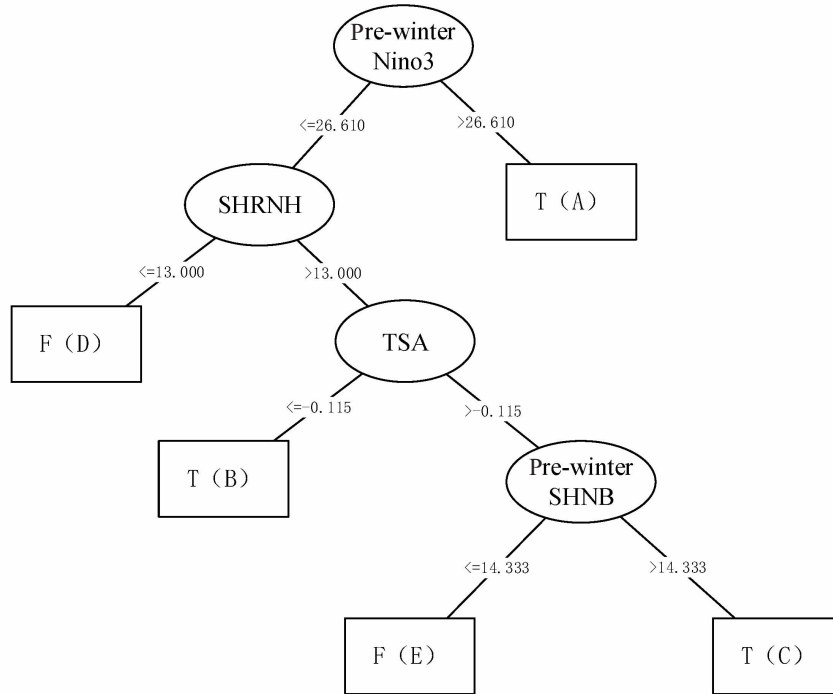 Pre-winter
Nino3
<=26.610
>26.610
SHRNH
T（A）
<=13.000
>13.000
F（D）
TSA
<=-0.115
>-0.115
T（B）
Pre-winter
SHNB
<=14.333
>14.333
F（E）
T（C）